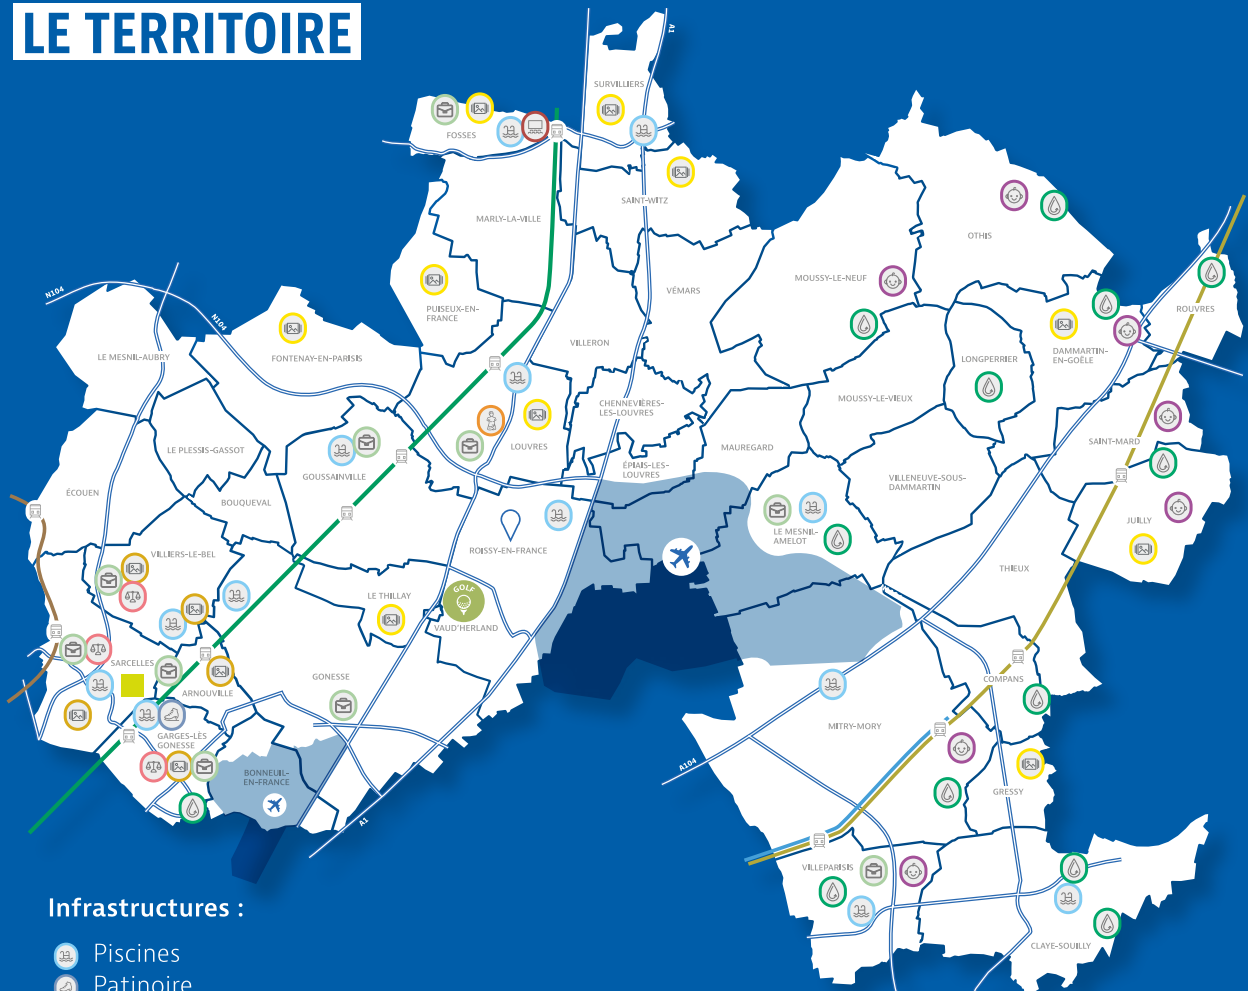 LE TERRITOIRE
A1
SURVILLIERS
FOSSES
SAINT-WITZ
MARLY-LA-VILLE
OTHIS
MOUSSY-LE-NEUF
VÉMARS
N104
N104
PUISEUX-EN-
FRANCE
ROUVRES
VILLERON
LE MESNIL-AUBRY
FONTENAY-EN-PARISIS
LONGPERRIER
DAMMARTIN-
EN-GOËLE
CHENNEVIÈRES-
LES-LOUVRES
MOUSSY-LE-VIEUX
LE PLESSIS-GASSOT
LOUVRES
MAUREGARD
SAINT-MARD
GOUSSAINVILLE
ÉPIAIS-LES-
LOUVRES
VILLENEUVE-SOUS-
DAMMARTIN
ÉCOUEN
BOUQUEVAL
JUILLY
LE MESNIL-
AMELOT
ROISSY-EN-FRANCE
VILLIERS-LE-BEL
THIEUX
GOLF
LE THILLAY
VAUD'HERLAND
SARCELLES
GONESSE
COMPANS
ARNOUVILLE
MITRY-MORY
GARGES-LÈS
GONESSE
A104
BONNEUIL-
EN-FRANCE
GRESSY
A1
VILLEPARISIS
CLAYE-SOUILLY
Infrastructures :
Piscines
Patinoire